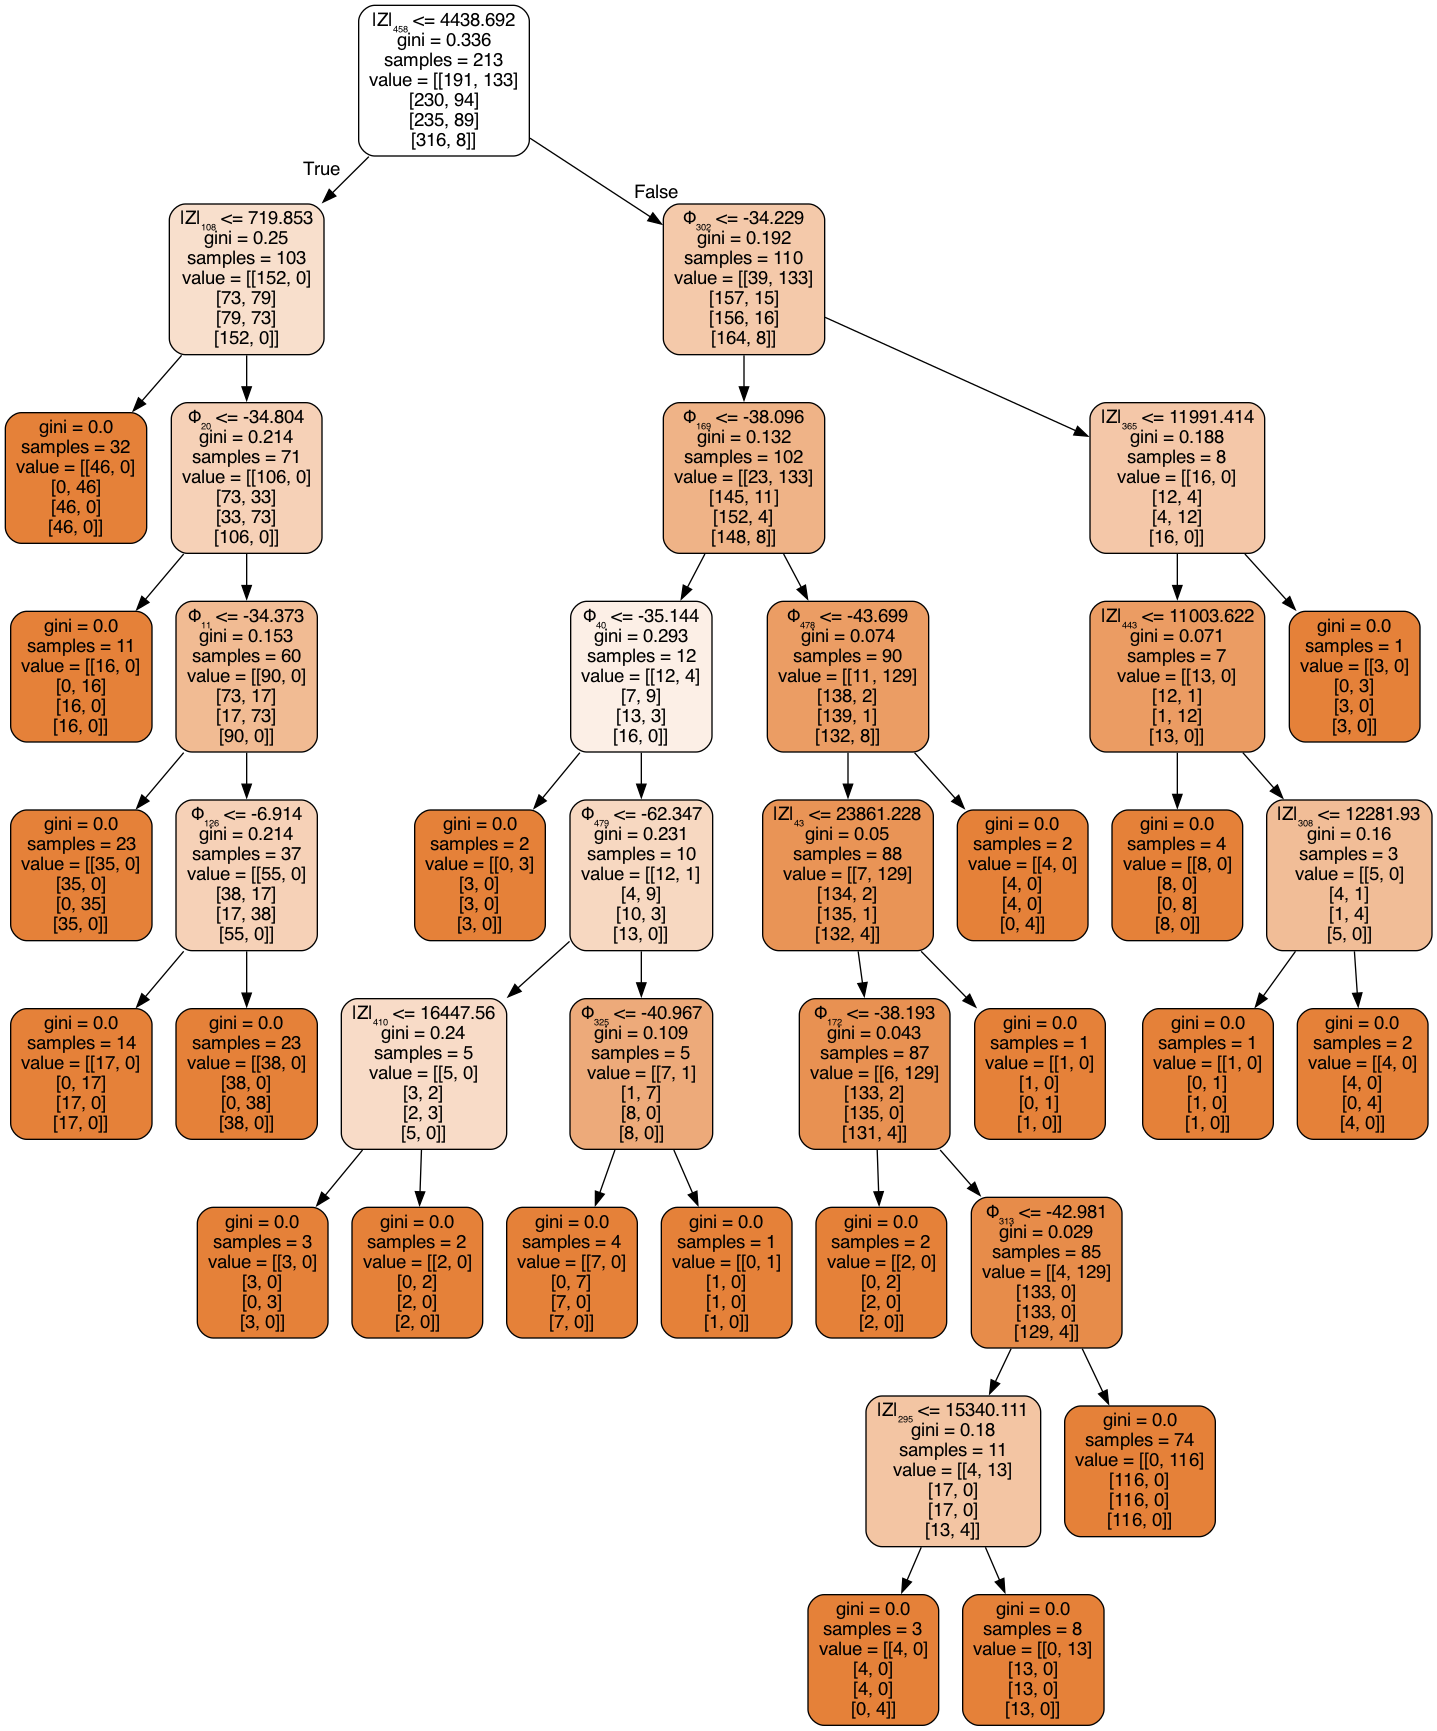 |Z|₄₅₈ <= 4438.692
gini = 0.336
samples = 213
value = [[191, 133]
[230, 94]
[235, 89]
[316, 8]]
True
False
|Z|₁₀₈ <= 719.853
gini = 0.25
samples = 103
value = [[152, 0]
[73, 79]
[79, 73]
[152, 0]]
Φ₃₀₂ <= -34.229
gini = 0.192
samples = 110
value = [[39, 133]
[157, 15]
[156, 16]
[164, 8]]
gini = 0.0
samples = 32
value = [[46, 0]
[0, 46]
[46, 0]
[46, 0]]
Φ₂₀ <= -34.804
gini = 0.214
samples = 71
value = [[106, 0]
[73, 33]
[33, 73]
[106, 0]]
Φ₁₆₉ <= -38.096
gini = 0.132
samples = 102
value = [[23, 133]
[145, 11]
[152, 4]
[148, 8]]
|Z|₃₆₅ <= 11991.414
gini = 0.188
samples = 8
value = [[16, 0]
[12, 4]
[4, 12]
[16, 0]]
gini = 0.0
samples = 11
value = [[16, 0]
[0, 16]
[16, 0]
[16, 0]]
Φ₁₁ <= -34.373
gini = 0.153
samples = 60
value = [[90, 0]
[73, 17]
[17, 73]
[90, 0]]
Φ₄₀ <= -35.144
gini = 0.293
samples = 12
value = [[12, 4]
[7, 9]
[13, 3]
[16, 0]]
Φ₄₇₈ <= -43.699
gini = 0.074
samples = 90
value = [[11, 129]
[138, 2]
[139, 1]
[132, 8]]
|Z|₄₄₃ <= 11003.622
gini = 0.071
samples = 7
value = [[13, 0]
[12, 1]
[1, 12]
[13, 0]]
gini = 0.0
samples = 1
value = [[3, 0]
[0, 3]
[3, 0]
[3, 0]]
gini = 0.0
samples = 23
value = [[35, 0]
[35, 0]
[0, 35]
[35, 0]]
Φ₁₂₆ <= -6.914
gini = 0.214
samples = 37
value = [[55, 0]
[38, 17]
[17, 38]
[55, 0]]
gini = 0.0
samples = 2
value = [[0, 3]
[3, 0]
[3, 0]
[3, 0]]
Φ₄₇₉ <= -62.347
gini = 0.231
samples = 10
value = [[12, 1]
[4, 9]
[10, 3]
[13, 0]]
|Z|₄₃ <= 23861.228
gini = 0.05
samples = 88
value = [[7, 129]
[134, 2]
[135, 1]
[132, 4]]
gini = 0.0
samples = 2
value = [[4, 0]
[4, 0]
[4, 0]
[0, 4]]
gini = 0.0
samples = 4
value = [[8, 0]
[8, 0]
[0, 8]
[8, 0]]
|Z|₃₀₈ <= 12281.93
gini = 0.16
samples = 3
value = [[5, 0]
[4, 1]
[1, 4]
[5, 0]]
gini = 0.0
samples = 14
value = [[17, 0]
[0, 17]
[17, 0]
[17, 0]]
gini = 0.0
samples = 23
value = [[38, 0]
[38, 0]
[0, 38]
[38, 0]]
|Z|₄₁₀ <= 16447.56
gini = 0.24
samples = 5
value = [[5, 0]
[3, 2]
[2, 3]
[5, 0]]
Φ₃₂₅ <= -40.967
gini = 0.109
samples = 5
value = [[7, 1]
[1, 7]
[8, 0]
[8, 0]]
Φ₁₇₂ <= -38.193
gini = 0.043
samples = 87
value = [[6, 129]
[133, 2]
[135, 0]
[131, 4]]
gini = 0.0
samples = 1
value = [[1, 0]
[1, 0]
[0, 1]
[1, 0]]
gini = 0.0
samples = 1
value = [[1, 0]
[0, 1]
[1, 0]
[1, 0]]
gini = 0.0
samples = 2
value = [[4, 0]
[4, 0]
[0, 4]
[4, 0]]
gini = 0.0
samples = 3
value = [[3, 0]
[3, 0]
[0, 3]
[3, 0]]
gini = 0.0
samples = 2
value = [[2, 0]
[0, 2]
[2, 0]
[2, 0]]
gini = 0.0
samples = 4
value = [[7, 0]
[0, 7]
[7, 0]
[7, 0]]
gini = 0.0
samples = 1
value = [[0, 1]
[1, 0]
[1, 0]
[1, 0]]
gini = 0.0
samples = 2
value = [[2, 0]
[0, 2]
[2, 0]
[2, 0]]
Φ₃₁₃ <= -42.981
gini = 0.029
samples = 85
value = [[4, 129]
[133, 0]
[133, 0]
[129, 4]]
|Z|₂₉₅ <= 15340.111
gini = 0.18
samples = 11
value = [[4, 13]
[17, 0]
[17, 0]
[13, 4]]
gini = 0.0
samples = 74
value = [[0, 116]
[116, 0]
[116, 0]
[116, 0]]
gini = 0.0
samples = 3
value = [[4, 0]
[4, 0]
[4, 0]
[0, 4]]
gini = 0.0
samples = 8
value = [[0, 13]
[13, 0]
[13, 0]
[13, 0]]